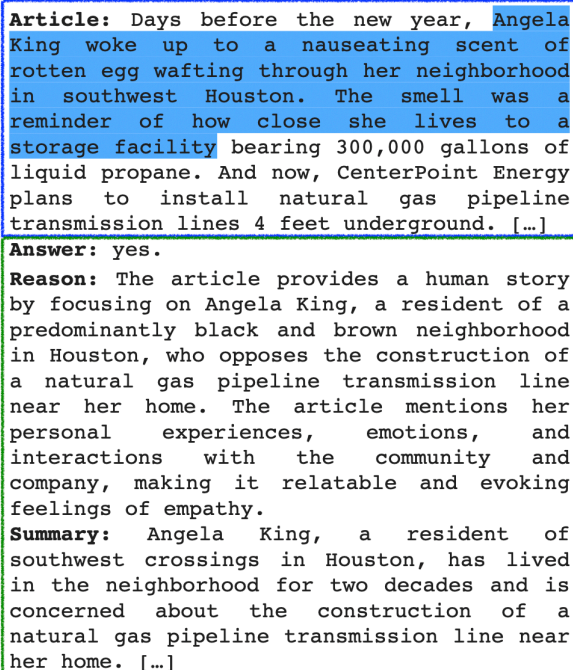 Article: Days before the new year, Angela
King woke up to a nauseating scent of
rotten egg wafting through her neighborhood
in southwest Houston. The smell was a
reminder of how close she lives to a
storage facility bearing 300,000 gallons of
liquid propane. And now, CenterPoint Energy
plans to install natural gas pipeline
transmission lines 4 feet underground. […]
Answer: yes.
Reason: The article provides a human story
by focusing on Angela King, a resident of a
predominantly black and brown neighborhood
in Houston, who opposes the construction of
a natural gas pipeline transmission line
near her home. The article mentions her
personal experiences, emotions, and
interactions with the community and
company, making it relatable and evoking
feelings of empathy.
Summary: Angela King, a resident of
southwest crossings in Houston, has lived
in the neighborhood for two decades and is
concerned about the construction of a
natural gas pipeline transmission line near
her home. […]